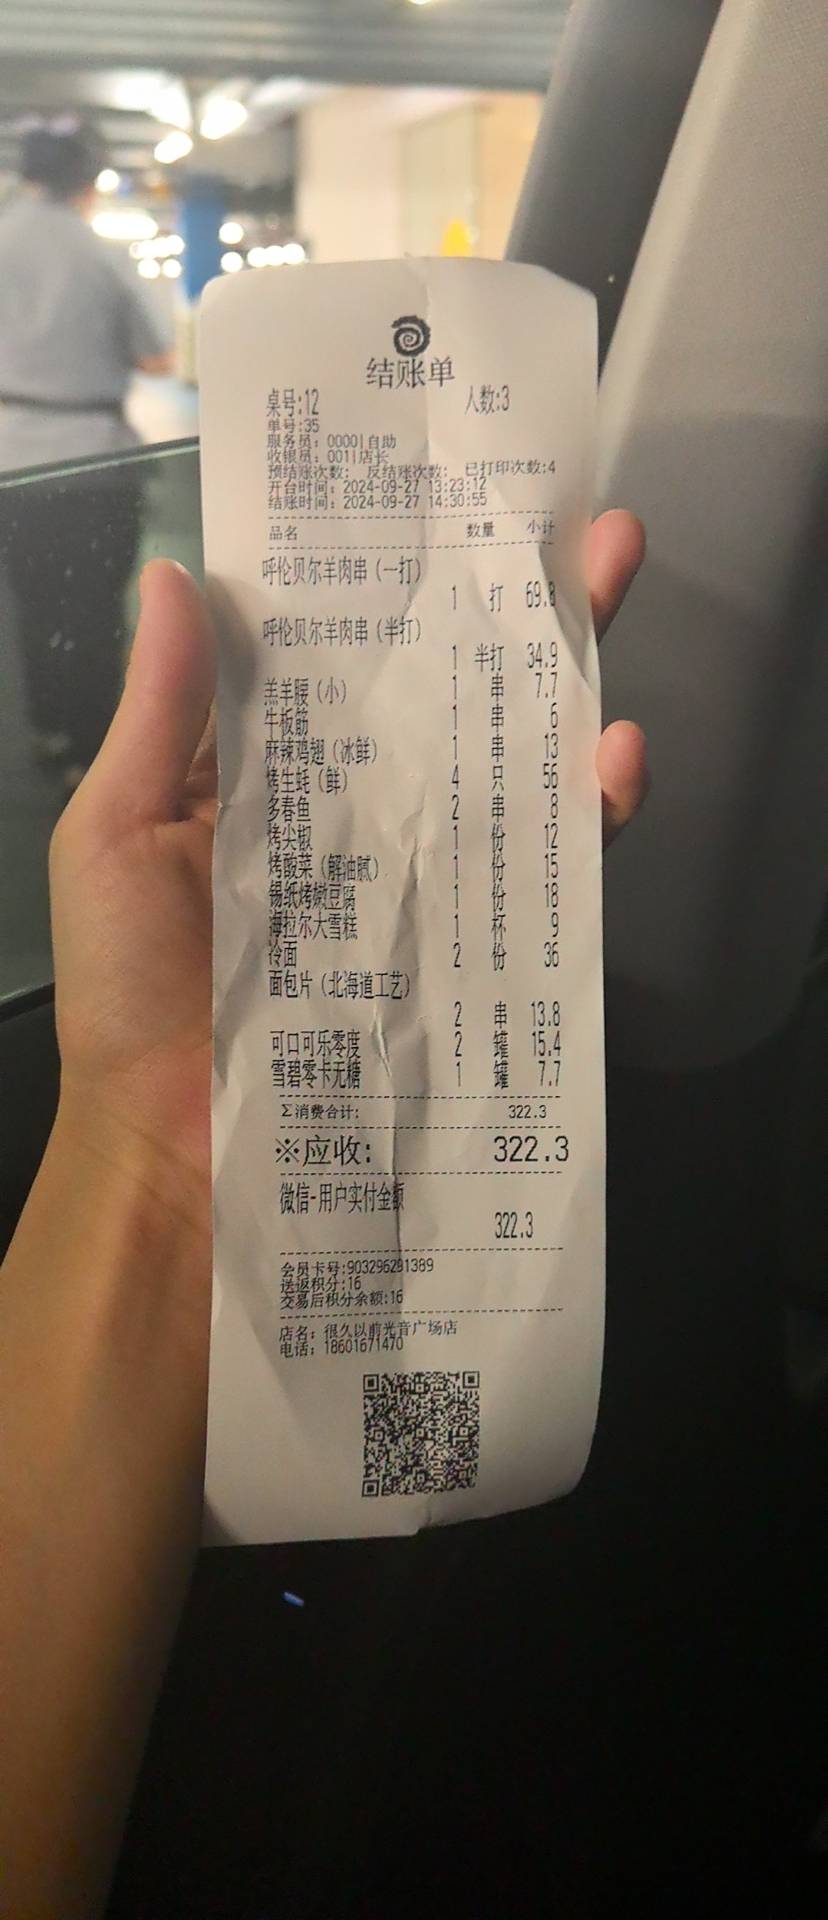 结账单
桌号:12 人数:3
单号:35
服务员: 0000|自助
收银员: 001|店长
预结账次数: 反结账次数: 已打印次数:4
开台时间: 2024-09-27 13:23:12
结账时间: 2024-09-27 14:30:55
品名 数量 小计
呼伦贝尔羊肉串(一打)
1 打 69.8
呼伦贝尔羊肉串(半打)
1 半打 34.9
羔羊腰(小) 1 串 7.7
牛板筋 1 串 6
麻辣鸡翅(冰鲜) 1 串 13
烤生蚝(鲜) 4 只 56
多春鱼 2 串 8
烤尖椒 1 份 12
烤酸菜(解油腻) 1 份 15
锡纸烤嫩豆腐 1 份 18
海拉尔大雪糕 1 杯 9
冷面 2 份 36
面包片(北海道工艺)
2 串 13.8
可口可乐零度 2 罐 15.4
雪碧零卡无糖 1 罐 7.7
Σ消费合计: 322.3
※应收: 322.3
微信-用户实付金额
322.3
会员卡号:903296291389
送返积分:16
交易后积分余额:16
店名: 很久以前光音广场店
电话: 18601671470